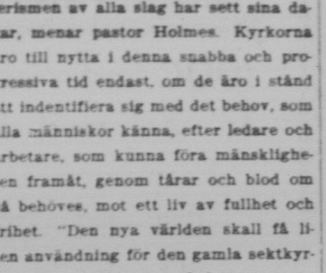 erismen av alla slag har sett sina da-
ar, menar pastor Holmes. Kyrkorna
ro till nytta i denna snabba och pro-
ressiva tid endast, om de äro i stånd
tt indentifiera sig med det behov, som
lla människor känna, efter ledare och
rbetare, som kunna föra mänsklighe-
en framåt, genom tårar och blod om
å behöves, mot ett liv av fullhet och
rihet. "Den nya världen skall få li-
en användning för den gamla sektkyr-